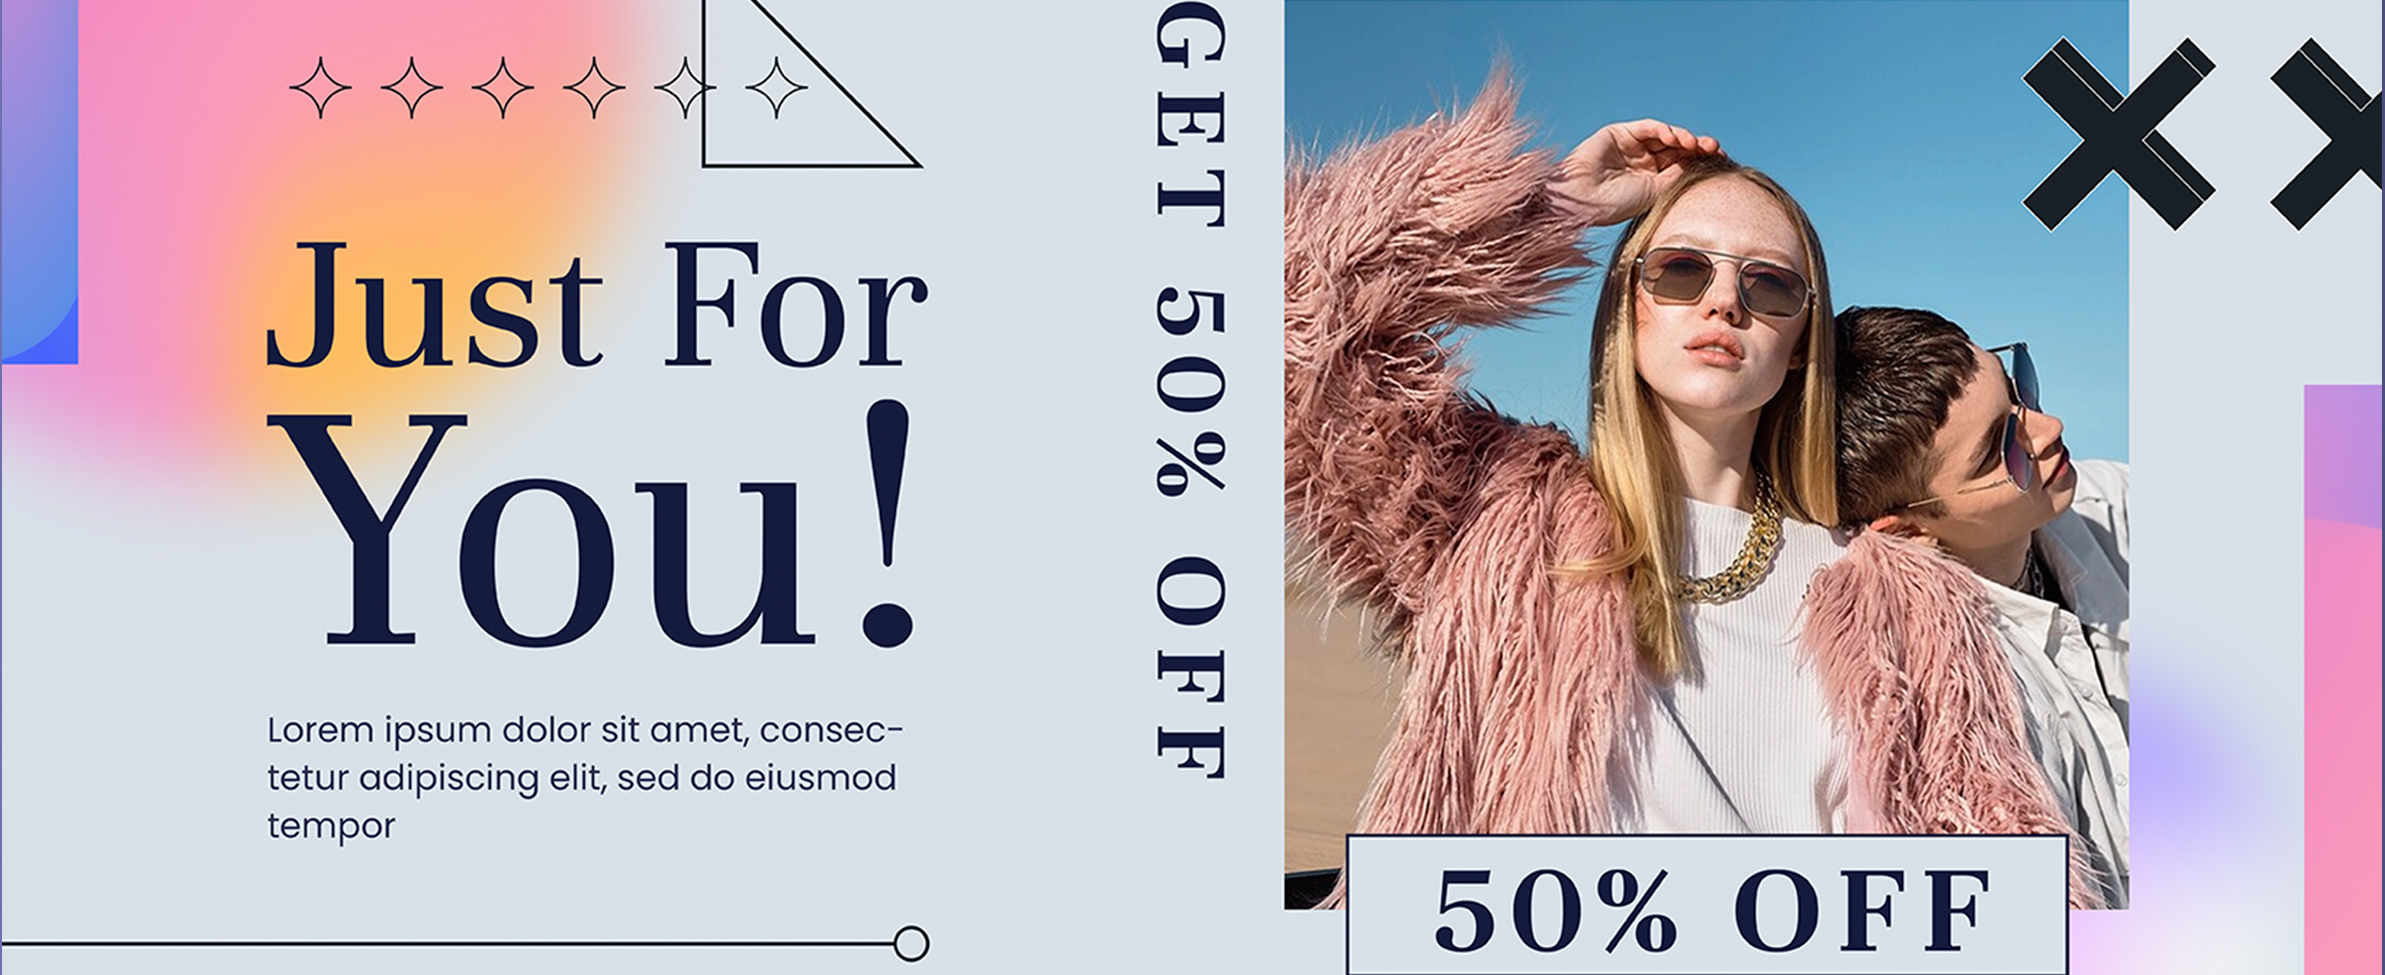 Just For
You!
Lorem ipsum dolor sit amet, consec-
tetur adipiscing elit, sed do eiusmod
tempor
GET 50% OFF
50% OFF